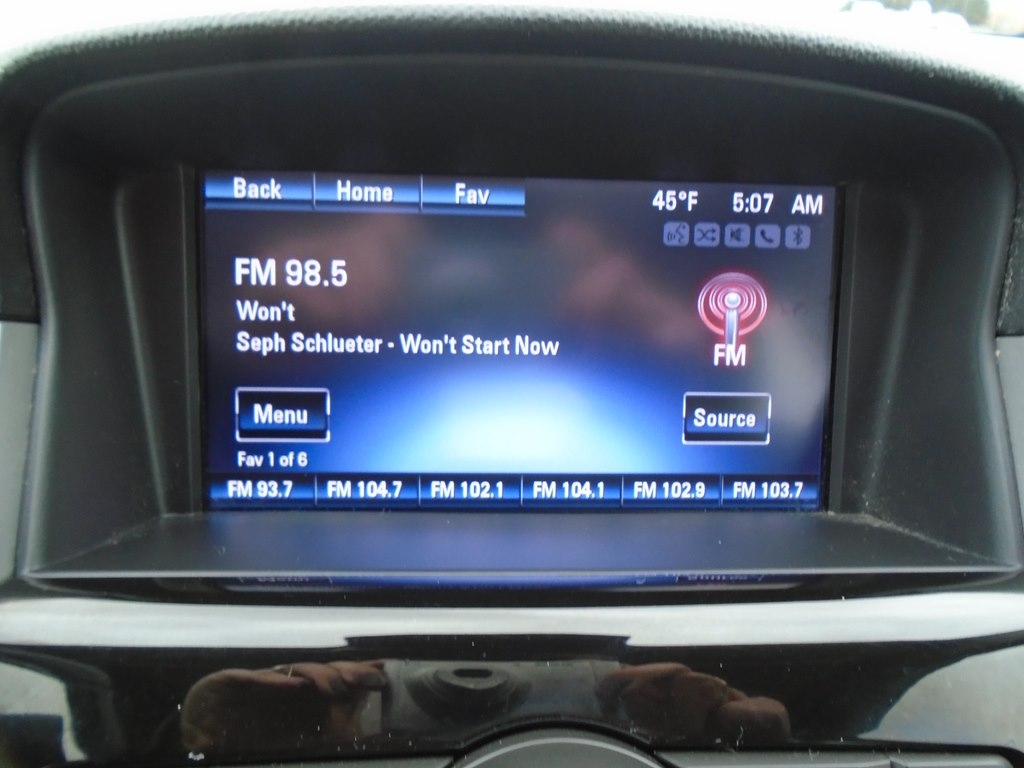 Back Home Fav 45°F 5:07 AM
FM 98.5
Won't
Seph Schlueter - Won't Start Now
FM
Menu Source
Fav 1 of 6
FM 93.7 FM 104.7 FM 102.1 FM 104.1 FM 102.9 FM 103.7